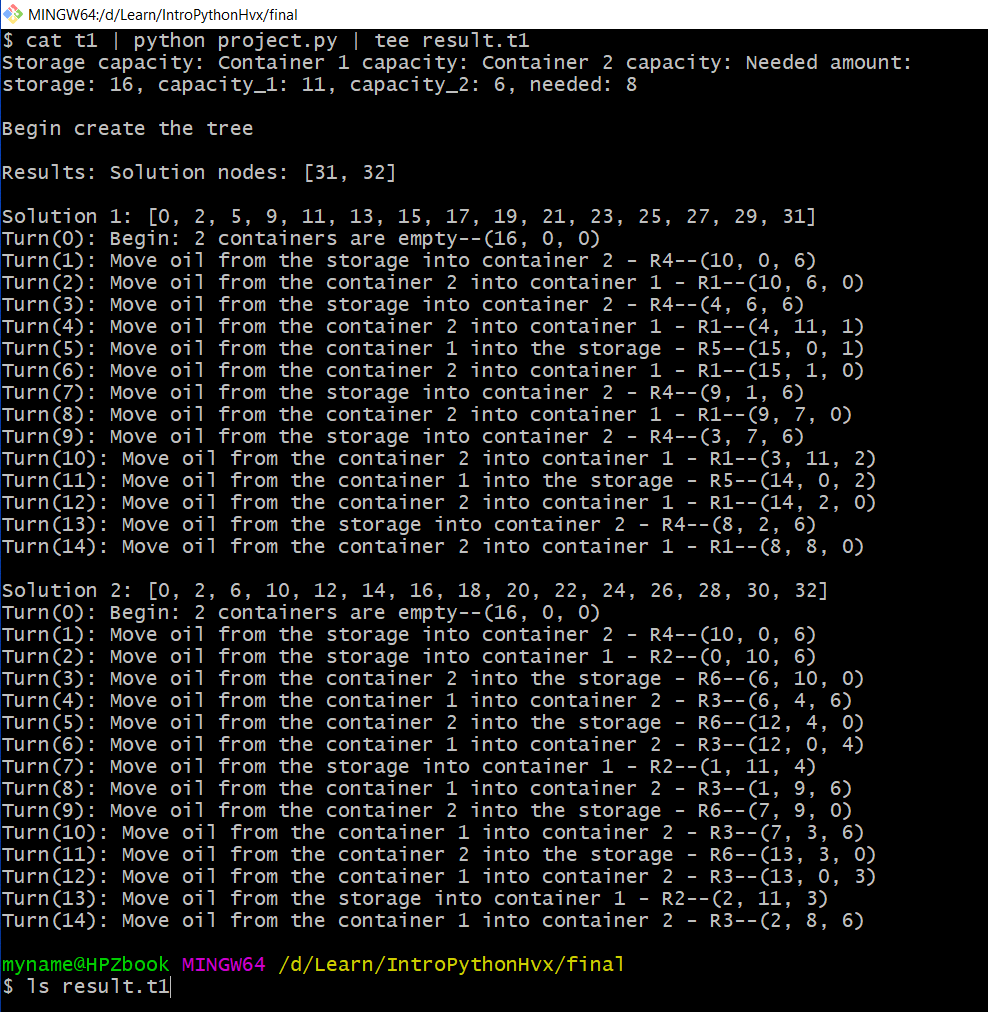 MINGW64:/d/Learn/IntroPythonHvx/final
$ cat t1 | python project.py | tee result.t1
Storage capacity: Container 1 capacity: Container 2 capacity: Needed amount:
storage: 16, capacity_1: 11, capacity_2: 6, needed: 8
Begin create the tree
Results: Solution nodes: [31, 32]
Solution 1: [0, 2, 5, 9, 11, 13, 15, 17, 19, 21, 23, 25, 27, 29, 31]
Turn(0): Begin: 2 containers are empty--(16, 0, 0)
Turn(1): Move oil from the storage into container 2 - R4--(10, 0, 6)
Turn(2): Move oil from the container 2 into container 1 - R1--(10, 6, 0)
Turn(3): Move oil from the storage into container 2 - R4--(4, 6, 6)
Turn(4): Move oil from the container 2 into container 1 - R1--(4, 11, 1)
Turn(5): Move oil from the container 1 into the storage - R5--(15, 0, 1)
Turn(6): Move oil from the container 2 into container 1 - R1--(15, 1, 0)
Turn(7): Move oil from the storage into container 2 - R4--(9, 1, 6)
Turn(8): Move oil from the container 2 into container 1 - R1--(9, 7, 0)
Turn(9): Move oil from the storage into container 2 - R4--(3, 7, 6)
Turn(10): Move oil from the container 2 into container 1 - R1--(3, 11, 2)
Turn(11): Move oil from the container 1 into the storage - R5--(14, 0, 2)
Turn(12): Move oil from the container 2 into container 1 - R1--(14, 2, 0)
Turn(13): Move oil from the storage into container 2 - R4--(8, 2, 6)
Turn(14): Move oil from the container 2 into container 1 - R1--(8, 8, 0)
Solution 2: [0, 2, 6, 10, 12, 14, 16, 18, 20, 22, 24, 26, 28, 30, 32]
Turn(0): Begin: 2 containers are empty--(16, 0, 0)
Turn(1): Move oil from the storage into container 2 - R4--(10, 0, 6)
Turn(2): Move oil from the storage into container 1 - R2--(0, 10, 6)
Turn(3): Move oil from the container 2 into the storage - R6--(6, 10, 0)
Turn(4): Move oil from the container 1 into container 2 - R3--(6, 4, 6)
Turn(5): Move oil from the container 2 into the storage - R6--(12, 4, 0)
Turn(6): Move oil from the container 1 into container 2 - R3--(12, 0, 4)
Turn(7): Move oil from the storage into container 1 - R2--(1, 11, 4)
Turn(8): Move oil from the container 1 into container 2 - R3--(1, 9, 6)
Turn(9): Move oil from the container 2 into the storage - R6--(7, 9, 0)
Turn(10): Move oil from the container 1 into container 2 - R3--(7, 3, 6)
Turn(11): Move oil from the container 2 into the storage - R6--(13, 3, 0)
Turn(12): Move oil from the container 1 into container 2 - R3--(13, 0, 3)
Turn(13): Move oil from the storage into container 1 - R2--(2, 11, 3)
Turn(14): Move oil from the container 1 into container 2 - R3--(2, 8, 6)
myname@HPZbook MINGW64 /d/Learn/IntroPythonHvx/final
$ ls result.t1